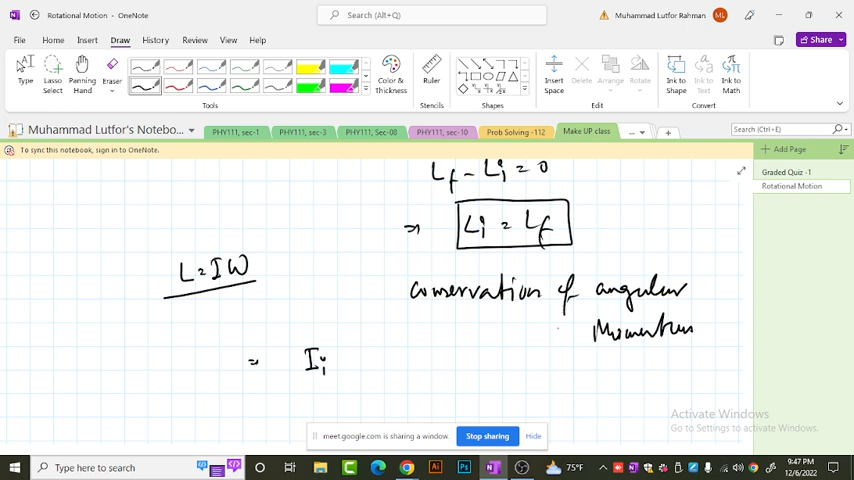 Rotational Motion - OneNote
Search (Alt+Q)
Muhammad Lutfor Rahman
ML
File Home Insert Draw History Review View Help
Share
Type
Lasso Select
Panning Hand
Eraser
Color & Thickness
Ruler
Insert Space
Delete
Arrange
Rotate
Ink to Shape
Ink to Text
Ink to Math
Tools
Stencils
Shapes
Edit
Convert
Muhammad Lutfor's Notebo...
PHY111, sec-1
PHY111, sec-3
PHY111, Sec-08
PHY111, sec-10
Prob Solving -112
Make UP class
Search (Ctrl+E)
To sync this notebook, sign in to OneNote.
Add Page
Graded Quiz -1
Rotational Motion
Lf - Li = 0
⇒ Li = Lf
L = I ω
conservation of angular
Momentum
= Ii
Activate Windows
Go to Settings to activate Windows.
meet.google.com is sharing a window.
Stop sharing
Hide
Type here to search
75°F
9:47 PM
12/6/2022